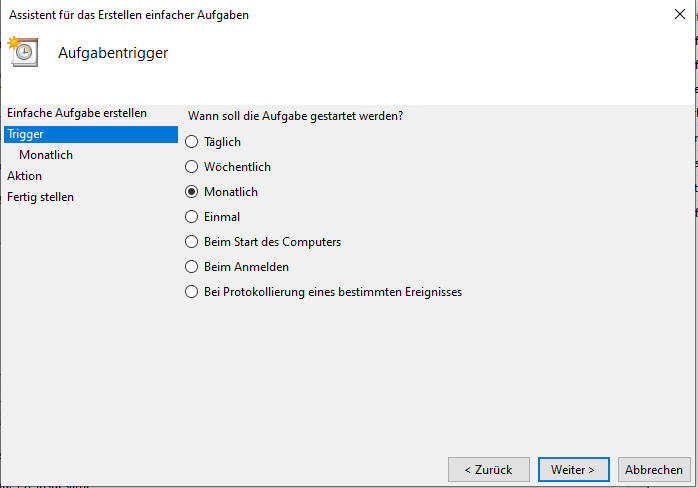 Assistent für das Erstellen einfacher Aufgaben
Aufgabentrigger
Einfache Aufgabe erstellen
Trigger
Monatlich
Aktion
Fertig stellen
Wann soll die Aufgabe gestartet werden?
Täglich
Wöchentlich
Monatlich
Einmal
Beim Start des Computers
Beim Anmelden
Bei Protokollierung eines bestimmten Ereignisses
< Zurück
Weiter >
Abbrechen